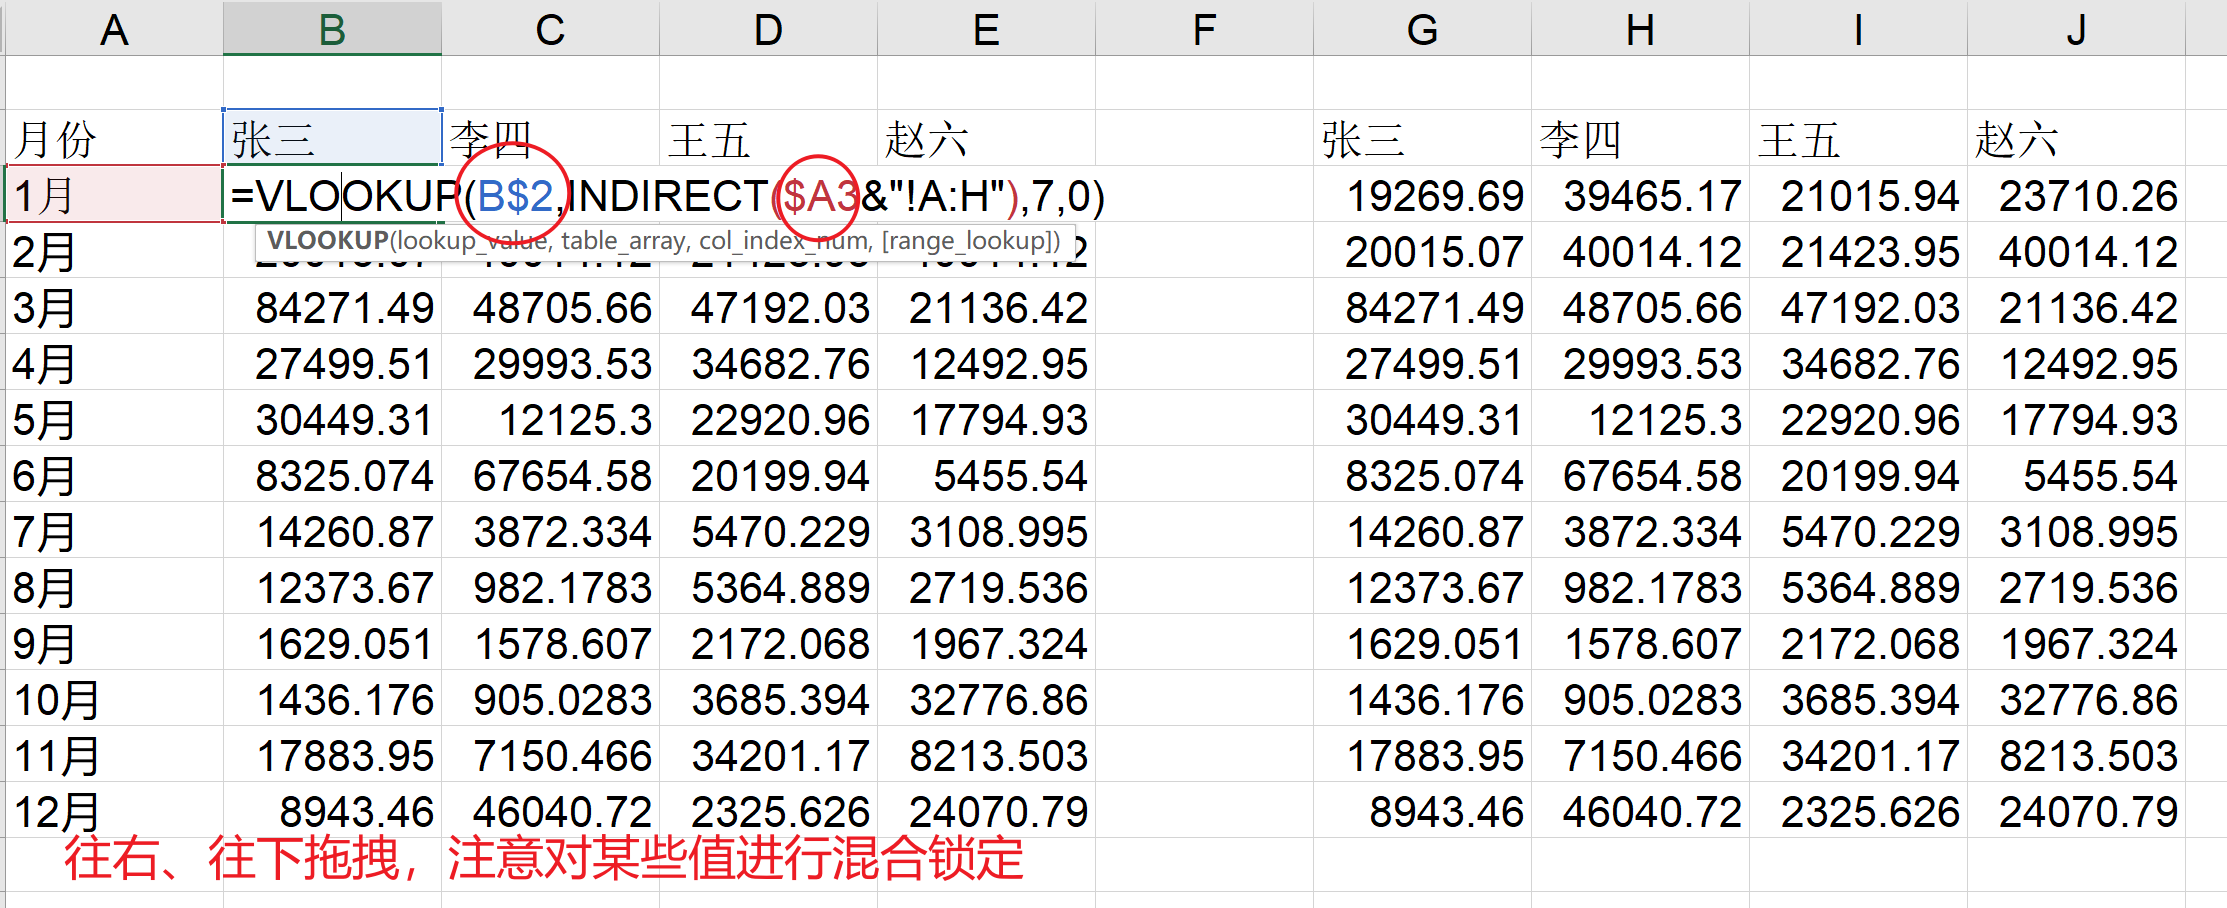 A B C D E F G H I J
月份 张三 李四 王五 赵六 张三 李四 王五 赵六
1月 =VLOOKUP(B$2,INDIRECT($A3&"!A:H"),7,0) 19269.69 39465.17 21015.94 23710.26
VLOOKUP(lookup_value, table_array, col_index_num, [range_lookup])
2月 20015.07 40014.12 21423.95 40014.12
3月 84271.49 48705.66 47192.03 21136.42 84271.49 48705.66 47192.03 21136.42
4月 27499.51 29993.53 34682.76 12492.95 27499.51 29993.53 34682.76 12492.95
5月 30449.31 12125.3 22920.96 17794.93 30449.31 12125.3 22920.96 17794.93
6月 8325.074 67654.58 20199.94 5455.54 8325.074 67654.58 20199.94 5455.54
7月 14260.87 3872.334 5470.229 3108.995 14260.87 3872.334 5470.229 3108.995
8月 12373.67 982.1783 5364.889 2719.536 12373.67 982.1783 5364.889 2719.536
9月 1629.051 1578.607 2172.068 1967.324 1629.051 1578.607 2172.068 1967.324
10月 1436.176 905.0283 3685.394 32776.86 1436.176 905.0283 3685.394 32776.86
11月 17883.95 7150.466 34201.17 8213.503 17883.95 7150.466 34201.17 8213.503
12月 8943.46 46040.72 2325.626 24070.79 8943.46 46040.72 2325.626 24070.79
往右、往下拖拽，注意对某些值进行混合锁定